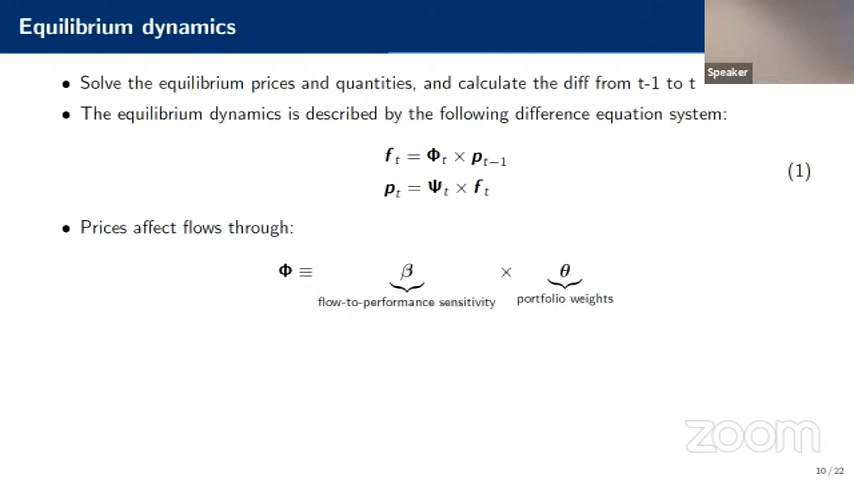 Equilibrium dynamics
Speaker
• Solve the equilibrium prices and quantities, and calculate the diff from t-1 to t
• The equilibrium dynamics is described by the following difference equation system:
f_t = Φ_t × p_{t−1}
p_t = Ψ_t × f_t
(1)
• Prices affect flows through:
Φ ≡ β × θ
flow-to-performance sensitivity portfolio weights
zoom
10 / 22